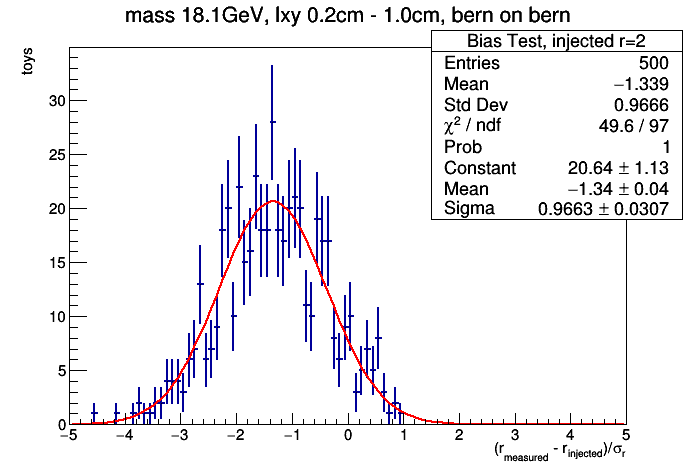 mass 18.1GeV, lxy 0.2cm - 1.0cm, bern on bern
Bias Test, injected r=2
Entries 500
Mean −1.339
Std Dev 0.9666
χ² / ndf 49.6 / 97
Prob 1
Constant 20.64 ± 1.13
Mean −1.34 ± 0.04
Sigma 0.9663 ± 0.0307
toys
30
25
20
15
10
5
0
−5 −4 −3 −2 −1 0 1 2 3 4 5
(r_measured - r_injected)/σ_r